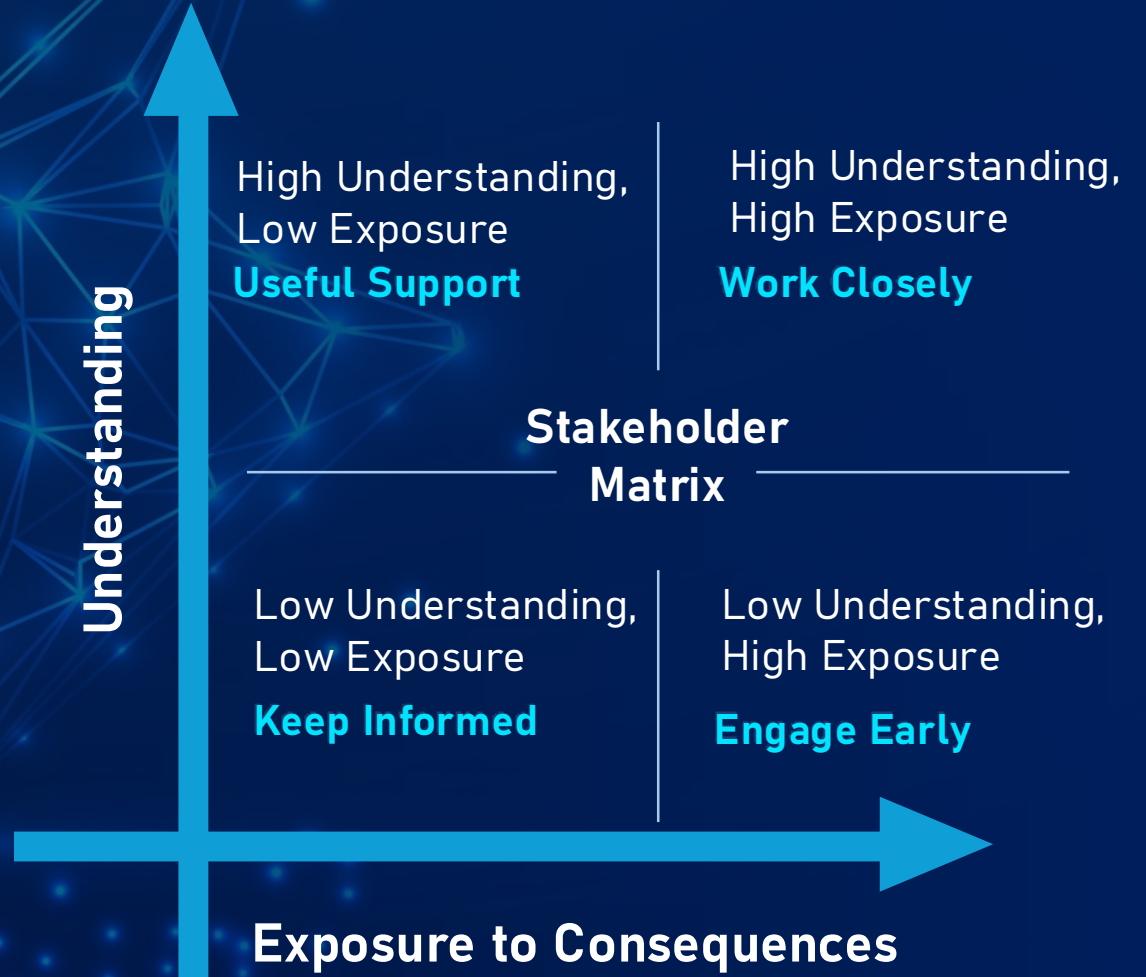 Understanding
High Understanding,
Low Exposure
Useful Support
High Understanding,
High Exposure
Work Closely
Stakeholder
Matrix
Low Understanding,
Low Exposure
Keep Informed
Low Understanding,
High Exposure
Engage Early
Exposure to Consequences